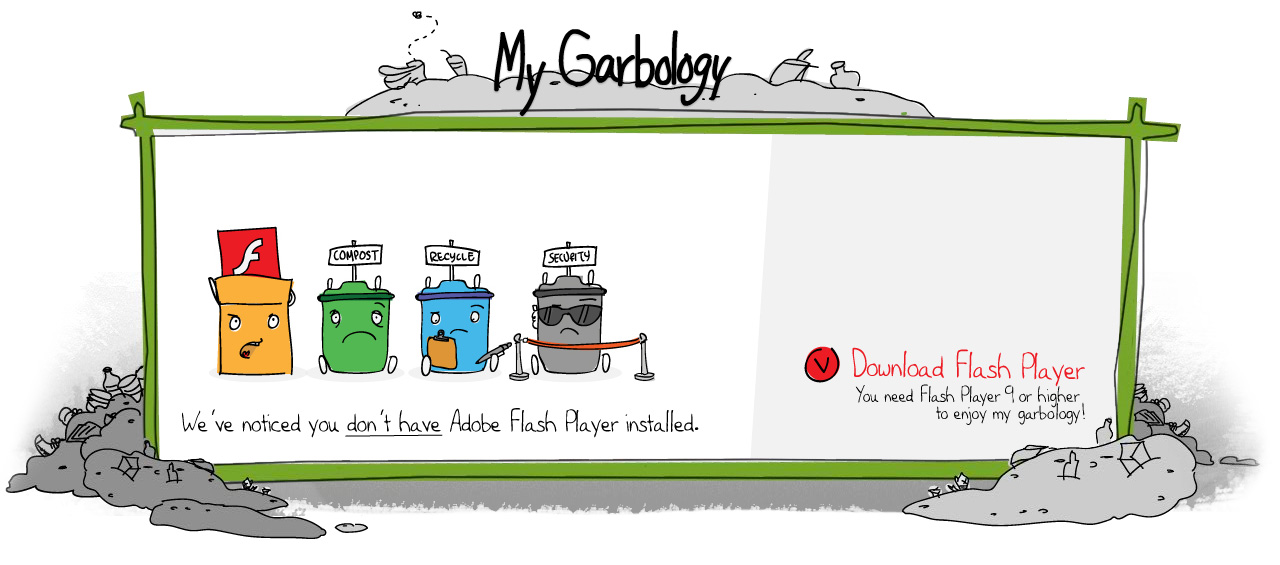 My Garbology
COMPOST
RECYCLE
SECURITY
We've noticed you don't have Adobe Flash Player installed.
Download Flash Player
You need Flash Player 9 or higher
to enjoy my garbology!